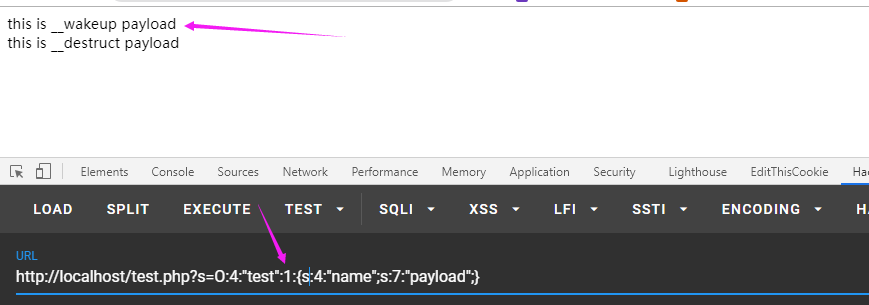 this is __wakeup payload
this is __destruct payload
Elements Console Sources Network Performance Memory Application Security Lighthouse EditThisCookie Hac
LOAD SPLIT EXECUTE TEST SQLI XSS LFI SSTI ENCODING HA
URL
http://localhost/test.php?s=O:4:"test":1:{s:4:"name";s:7:"payload";}